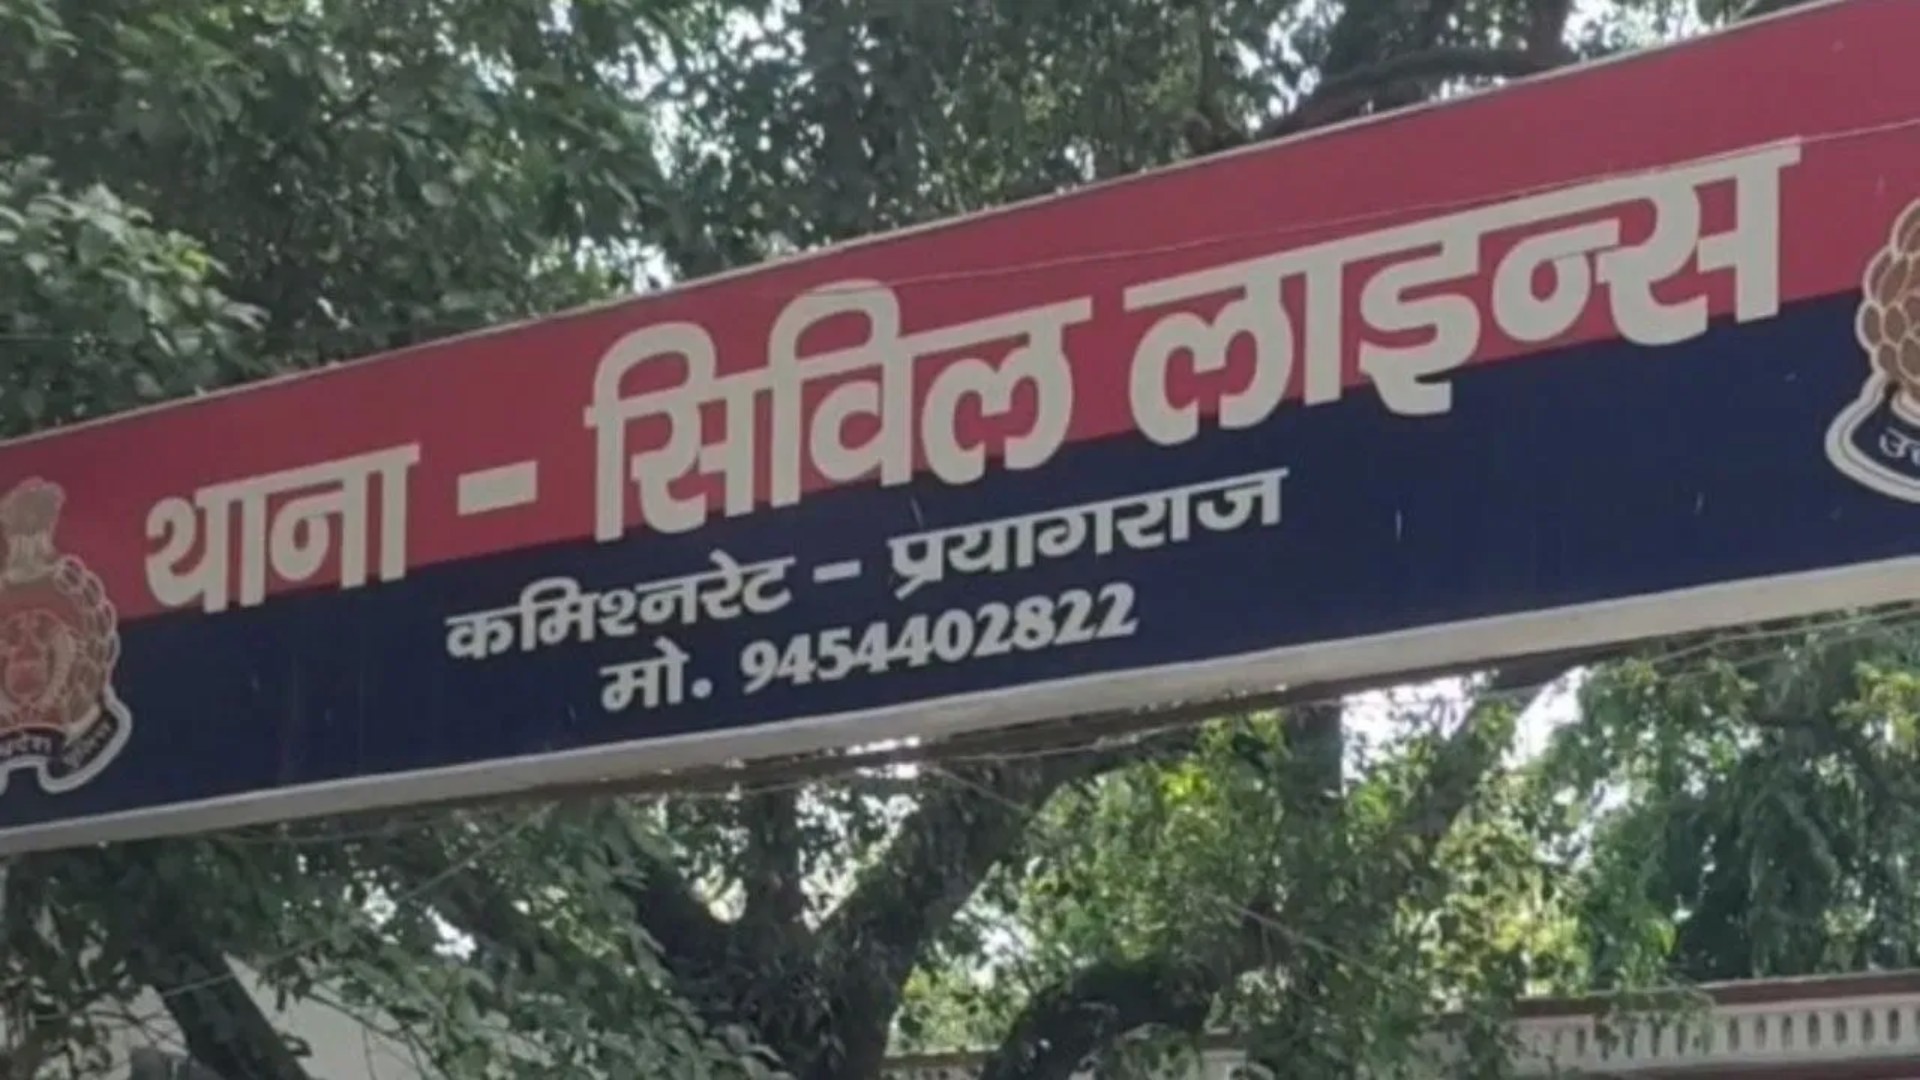 थाना - सिविल लाइन्स
कमिश्नरेट - प्रयागराज
मो. 9454402822